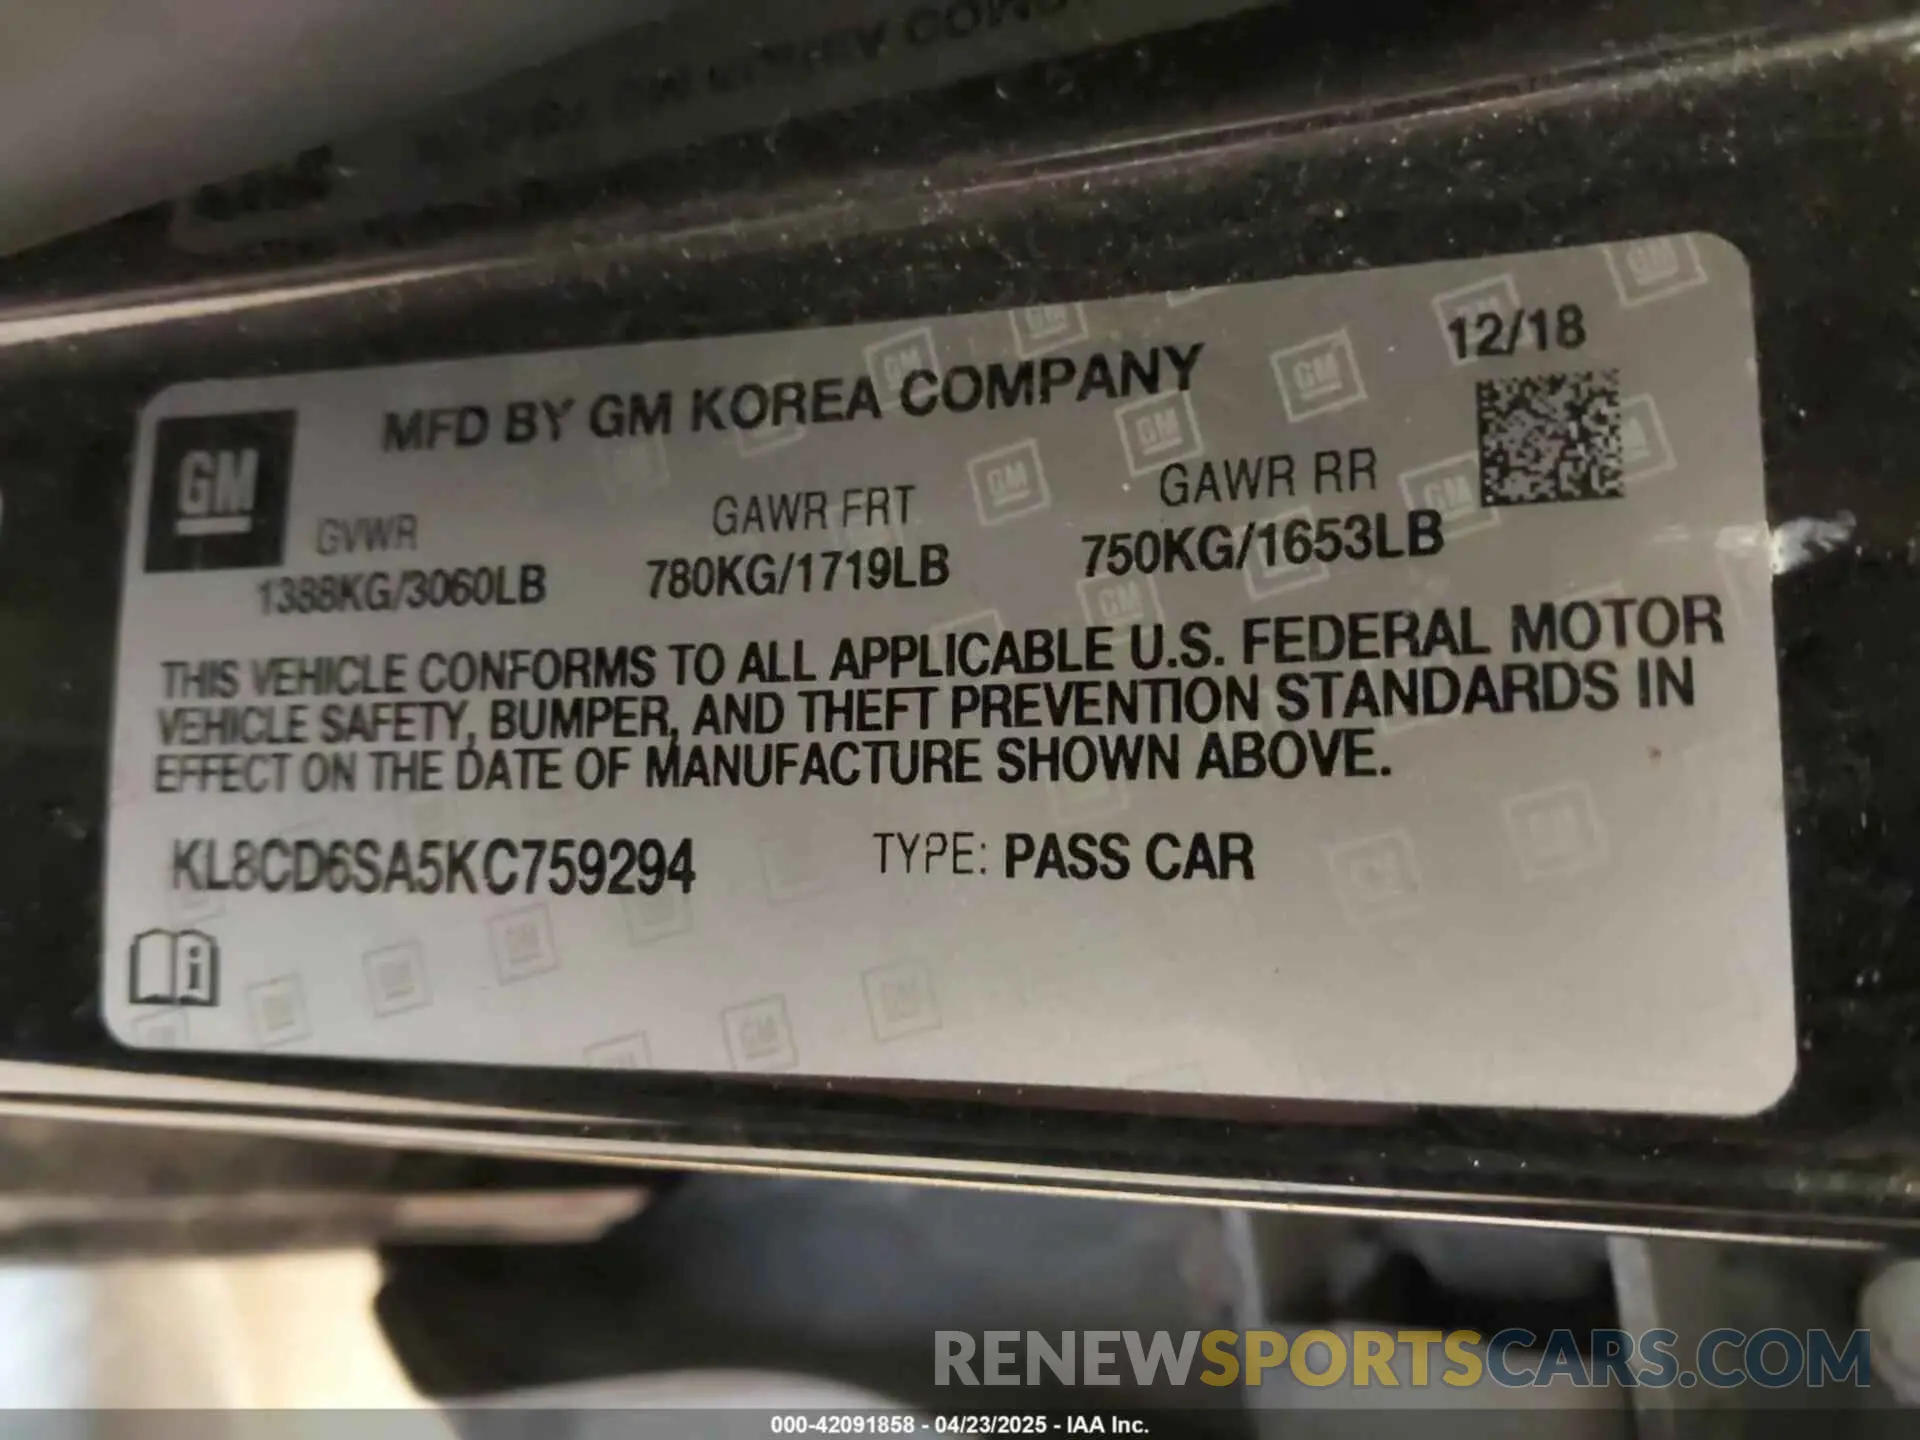 MFD BY GM KOREA COMPANY
12/18
GM
GVWR GAWR FRT GAWR RR
1388KG/3060LB 780KG/1719LB 750KG/1653LB
THIS VEHICLE CONFORMS TO ALL APPLICABLE U.S. FEDERAL MOTOR
VEHICLE SAFETY, BUMPER, AND THEFT PREVENTION STANDARDS IN
EFFECT ON THE DATE OF MANUFACTURE SHOWN ABOVE.
KL8CD6SA5KC759294 TYPE: PASS CAR
RENEWSPORTSCARS.COM
000-42091858 - 04/23/2025 - IAA Inc.